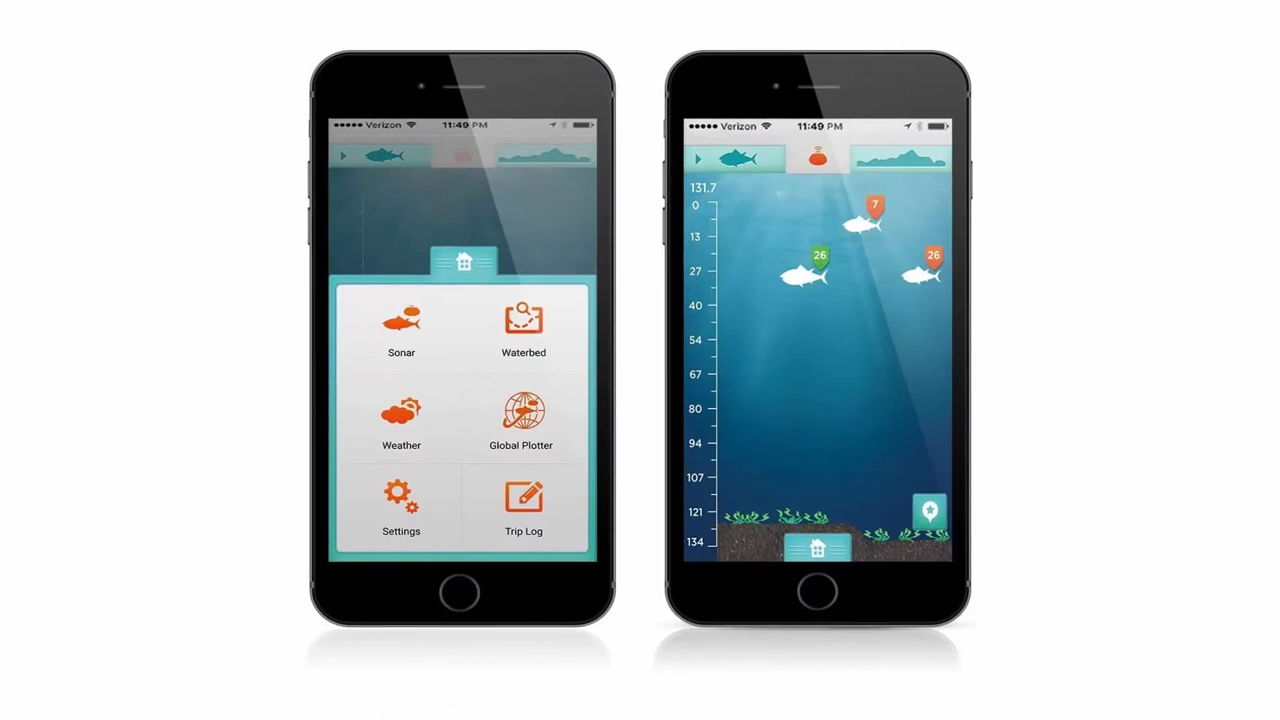 Verizon 11:49 PM
Sonar
Waterbed
Weather
Global Plotter
Settings
Trip Log
Verizon 11:49 PM
131.7
0
7
13
26
26
27
40
54
67
80
94
107
121
134